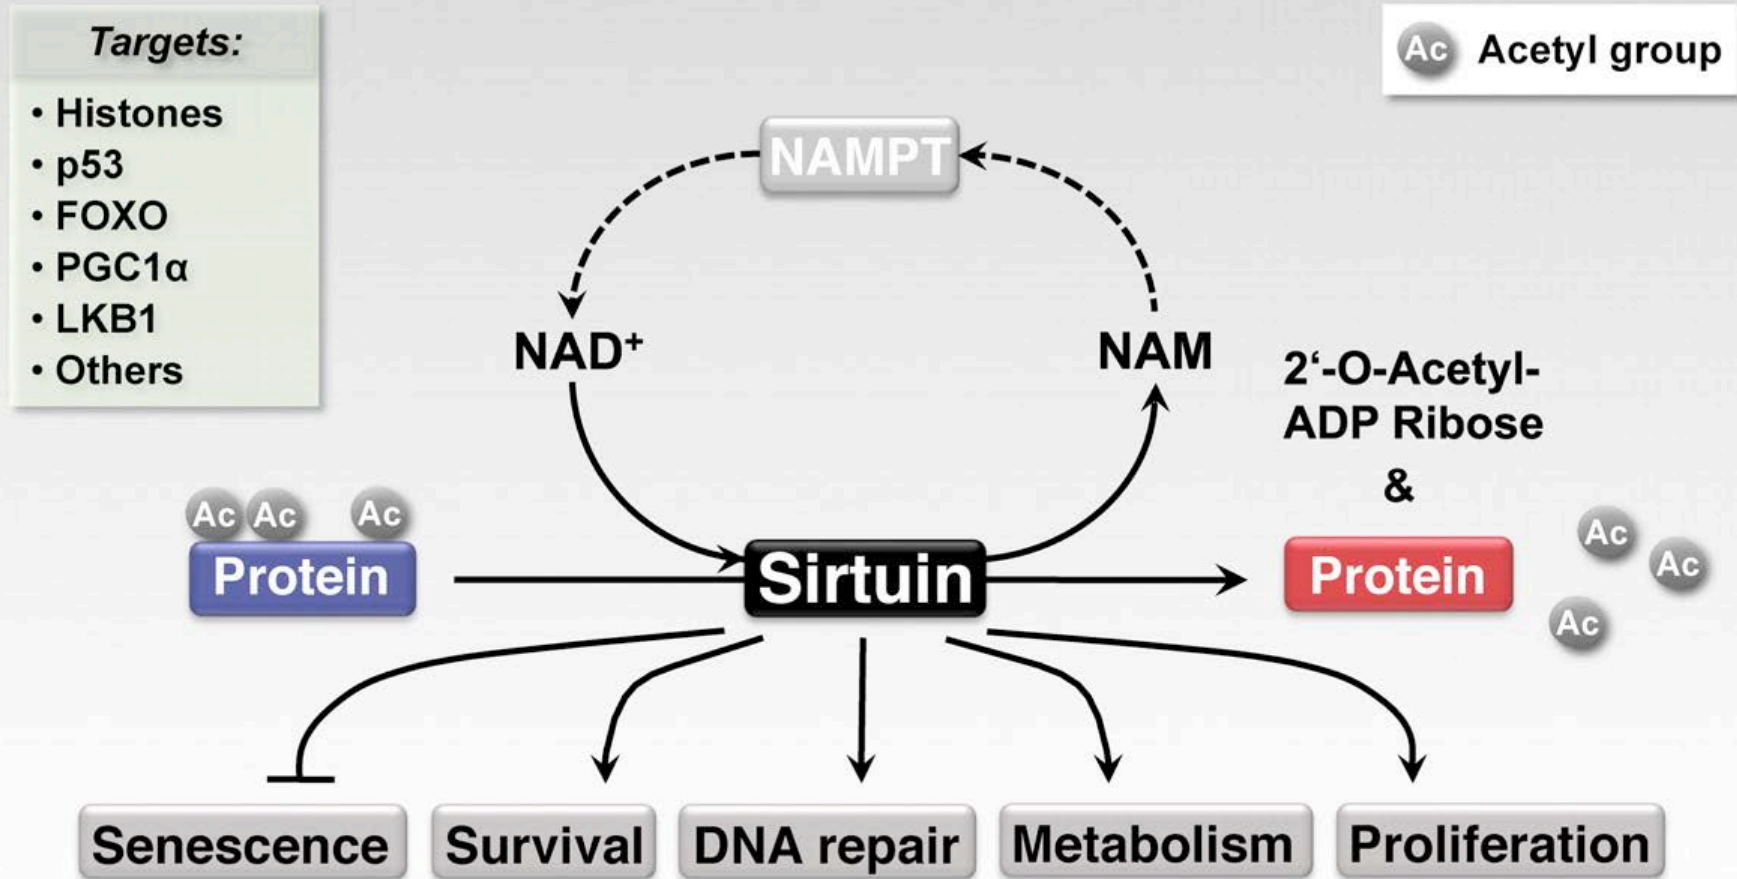 Targets:
• Histones
• p53
• FOXO
• PGC1α
• LKB1
• Others
Ac Acetyl group
NAMPT
NAD⁺
NAM
2‘-O-Acetyl-
ADP Ribose
&
Ac Ac Ac
Protein
Sirtuin
Protein
Ac
Ac
Ac
Senescence
Survival
DNA repair
Metabolism
Proliferation